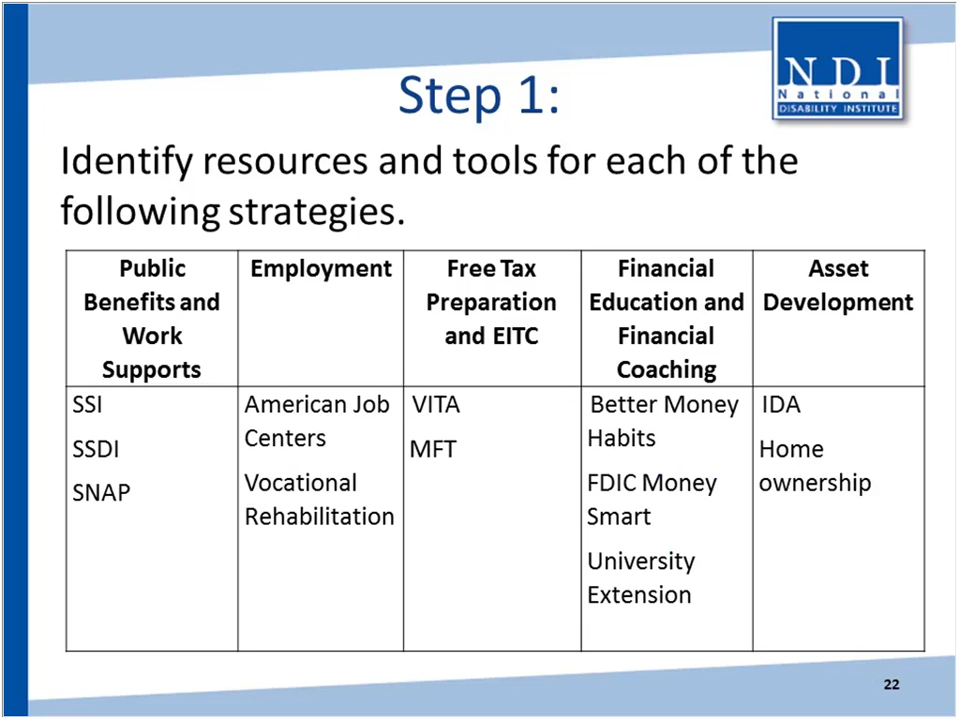 NDI
National
DISABILITY INSTITUTE
Step 1:
Identify resources and tools for each of the
following strategies.
Public
Benefits and
Work
Supports
Employment
Free Tax
Preparation
and EITC
Financial
Education and
Financial
Coaching
Asset
Development
SSI
SSDI
SNAP
American Job
Centers
Vocational
Rehabilitation
VITA
MFT
Better Money
Habits
FDIC Money
Smart
University
Extension
IDA
Home
ownership
22